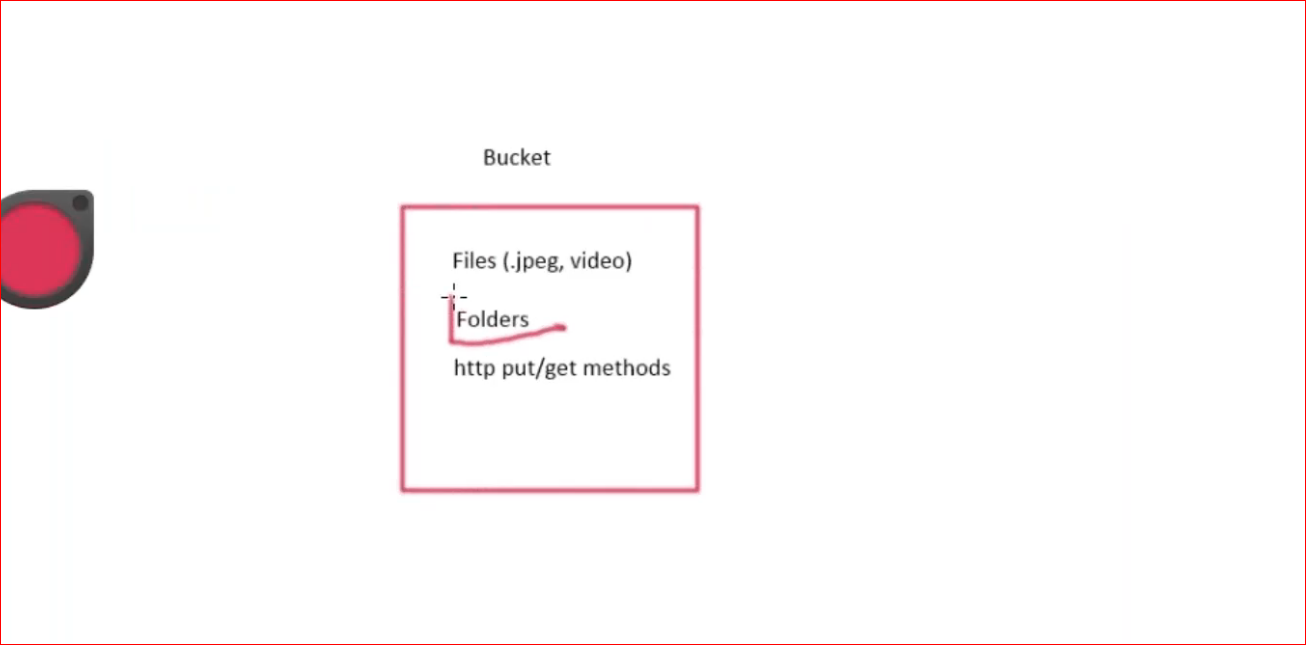 Bucket
Files (.jpeg, video)
Folders
http put/get methods